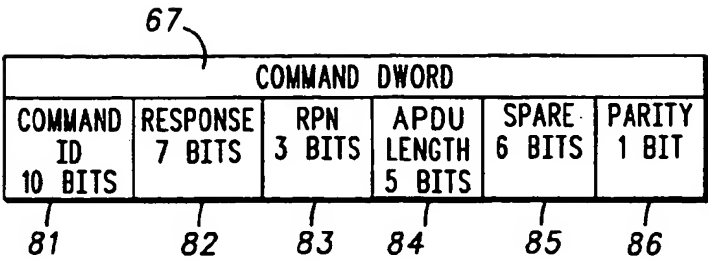 67
COMMAND DWORD
COMMAND ID 10 BITS
RESPONSE 7 BITS
RPN 3 BITS
APDU LENGTH 5 BITS
SPARE 6 BITS
PARITY 1 BIT
81 82 83 84 85 86